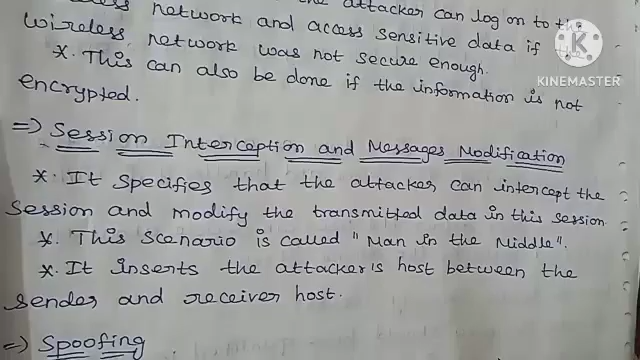 network and access sensitive data if
the attacker can log on to the
wireless network was not secure enough.
*. This can also be done if the information is not
encrypted.
=> Session Interception and Messages Modification
*. It specifies that the attacker can intercept the
session and modify the transmitted data in this session.
*. This scenario is called "Man in the Middle".
*. It inserts the attacker's host between the
sender and receiver host.
=> Spoofing
KINEMASTER